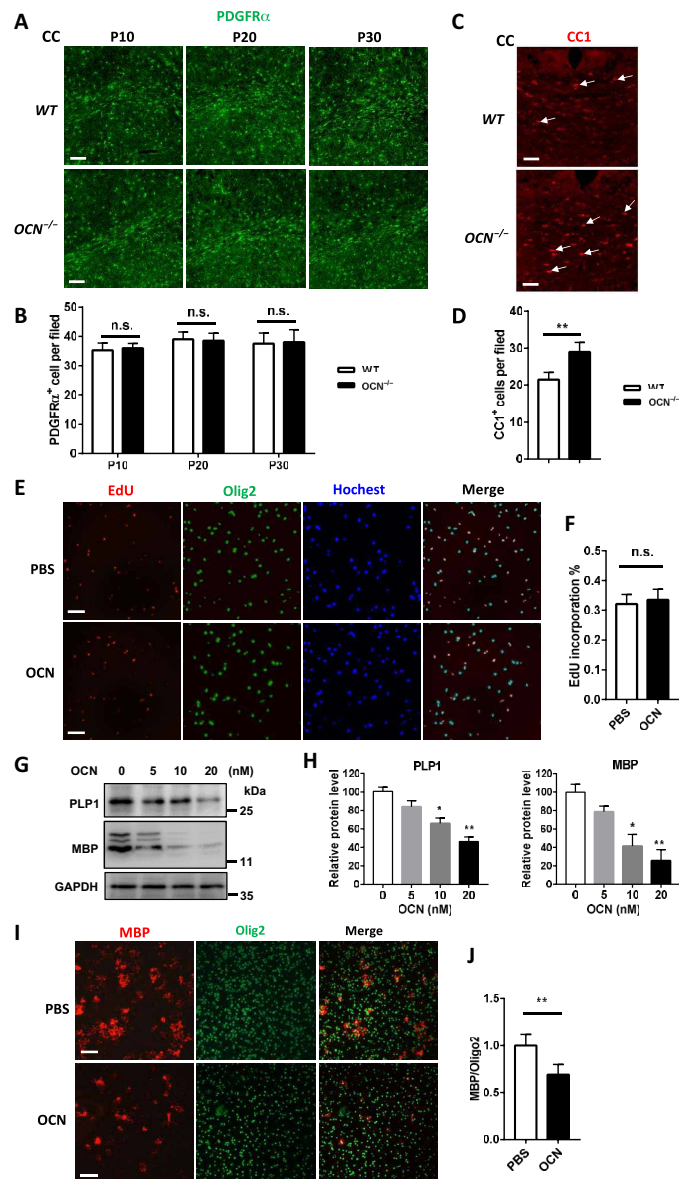 A
PDGFRα
CC P10 P20 P30
WT
OCN−/−
C
CC CC1
WT
OCN−/−
B
PDGFRα+ cell per filed
50
40
30
20
10
0
n.s. n.s. n.s.
P10 P20 P30
WT
OCN−/−
D
CC1+ cells per filed
40
30
20
10
0
**
WT
OCN−/−
E
EdU Olig2 Hochest Merge
PBS
OCN
F
EdU incorporation %
0.5
0.4
0.3
0.2
0.1
0.0
n.s.
PBS OCN
G
OCN 0 5 10 20 (nM)
kDa
PLP1
25
MBP
11
GAPDH
35
H
PLP1
Relative protein level
120
100
80
60
40
20
0
* **
0 5 10 20
OCN (nM)
MBP
Relative protein level
120
100
80
60
40
20
0
* **
0 5 10 20
OCN (nM)
I
MBP Olig2 Merge
PBS
OCN
J
MBP/Oligo2
1.5
1.0
0.5
0.0
**
PBS OCN